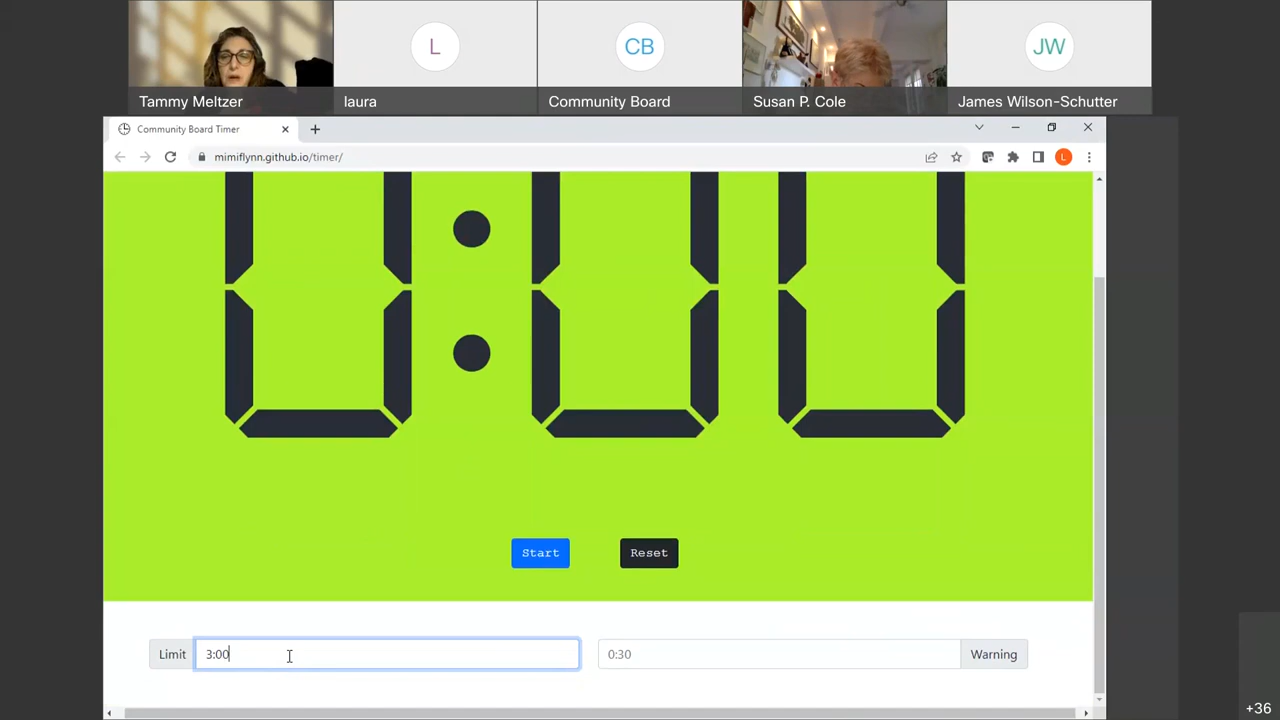 L
CB
JW
Tammy Meltzer
laura
Community Board
Susan P. Cole
James Wilson-Schutter
Community Board Timer
mimiflynn.github.io/timer/
L
0:00
Start
Reset
Limit
3:00
0:30
Warning
+36